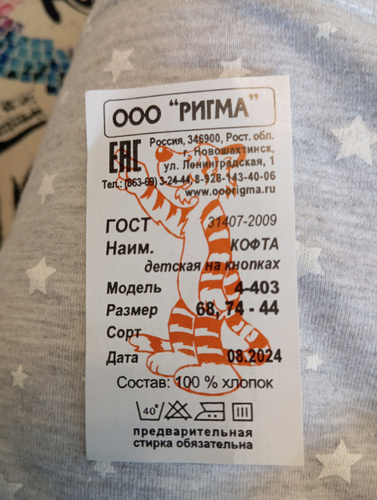 ООО "РИГМА"
ЕАС Россия, 346900, Рост. обл.
г. Новошахтинск,
ул. Ленинградская, 1
Тел.: (863-69) 3-24-44, 8-928-143-40-06
www.ooorigma.ru
ГОСТ 31407-2009
Наим. КОФТА
детская на кнопках
Модель 4-403
Размер 68, 74 - 44
Сорт
Дата 08.2024
Состав: 100 % хлопок
40°
предварительная
стирка обязательна